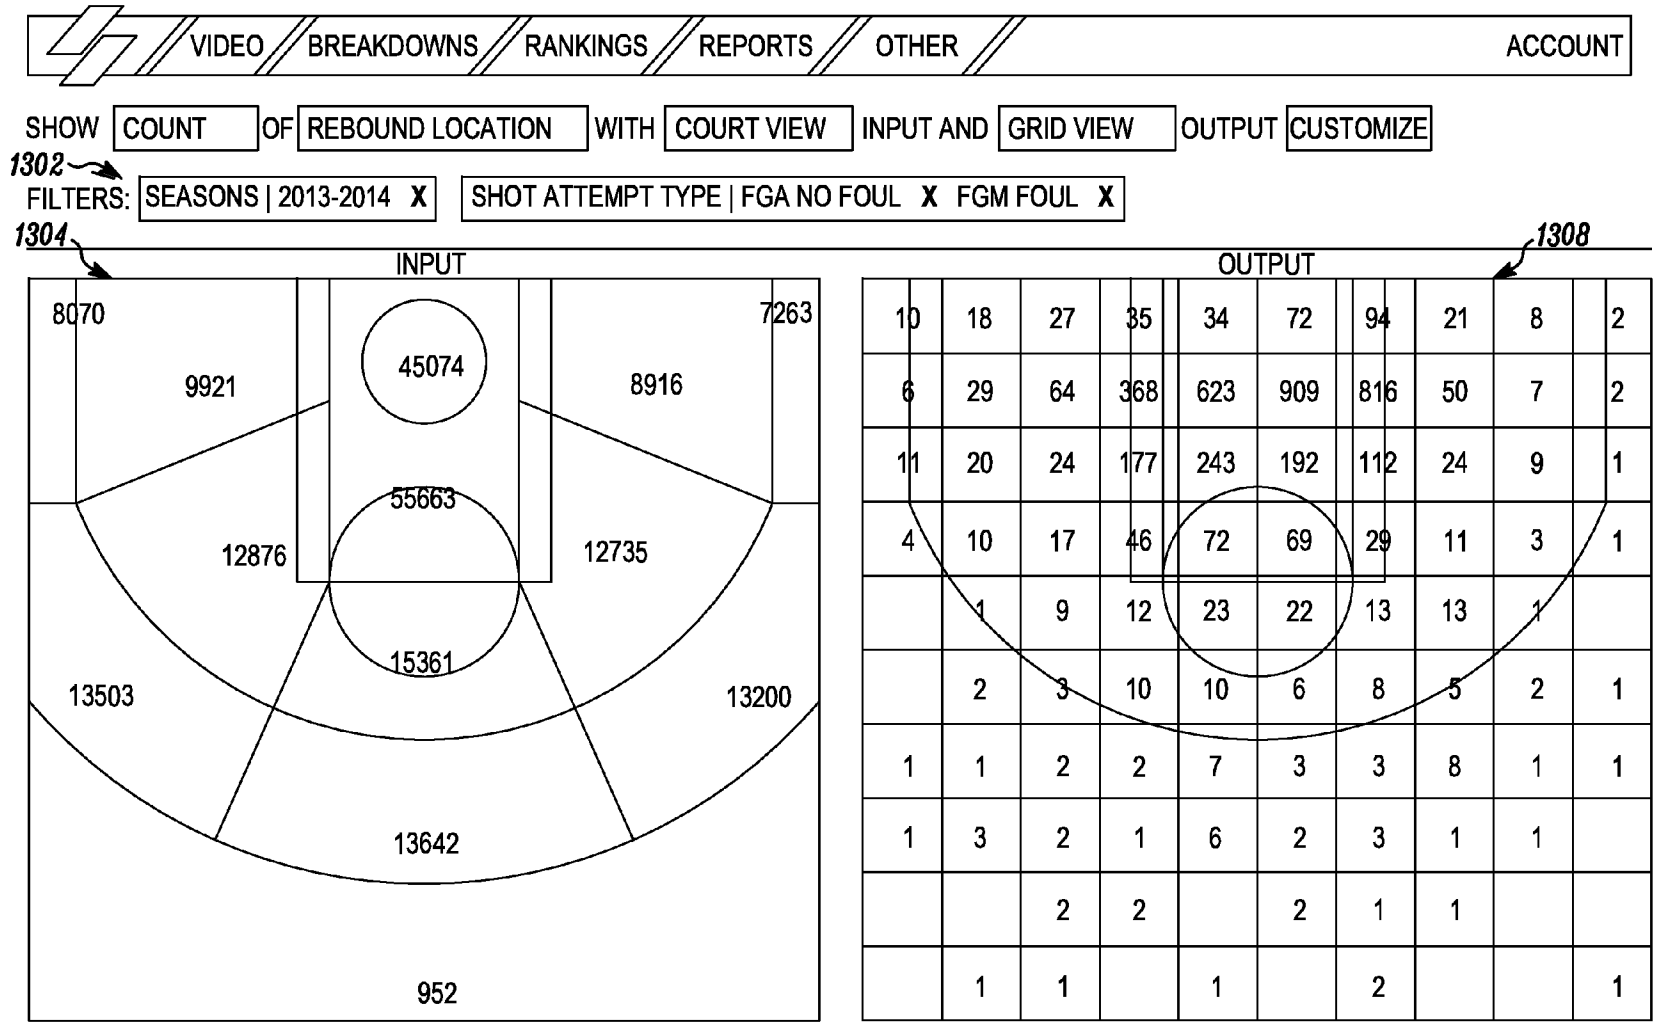 VIDEO BREAKDOWNS RANKINGS REPORTS OTHER ACCOUNT
SHOW COUNT OF REBOUND LOCATION WITH COURT VIEW INPUT AND GRID VIEW OUTPUT CUSTOMIZE
1302
FILTERS: SEASONS | 2013-2014 X SHOT ATTEMPT TYPE | FGA NO FOUL X FGM FOUL X
1304
1308
INPUT
8070 7263
45074
9921 8916
55663
12876 12735
15361
13503 13200
13642
952
OUTPUT
10 18 27 35 34 72 94 21 8 2
6 29 64 368 623 909 816 50 7 2
11 20 24 177 243 192 112 24 9 1
4 10 17 46 72 69 29 11 3 1
1 9 12 23 22 13 13 1
2 3 10 10 6 8 5 2 1
1 1 2 2 7 3 3 8 1 1
1 3 2 1 6 2 3 1 1
2 2 2 1 1
1 1 1 2 1